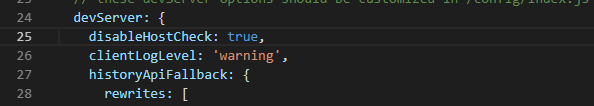 // these devServer options should be customized in /config/index.js
24 devServer: {
25 disableHostCheck: true,
26 clientLogLevel: 'warning',
27 historyApiFallback: {
28 rewrites: [